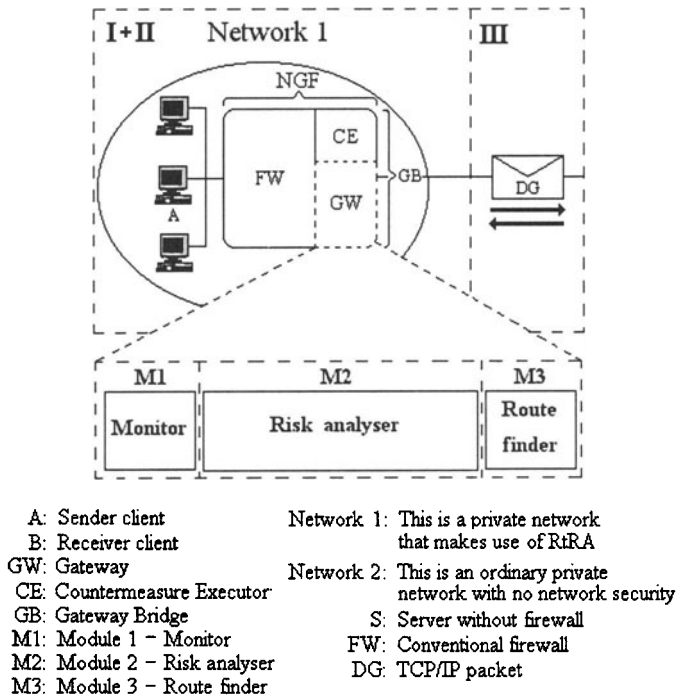 I+II Network 1 III
NGF
CE
FW
GB
GW
A
DG
M1 M2 M3
Monitor
Risk analyser
Route
finder
A: Sender client
B: Receiver client
GW: Gateway
CE: Countermeasure Executor
GB: Gateway Bridge
M1: Module 1 – Monitor
M2: Module 2 – Risk analyser
M3: Module 3 – Route finder
Network 1: This is a private network
that makes use of RtRA
Network 2: This is an ordinary private
network with no network security
S: Server without firewall
FW: Conventional firewall
DG: TCP/IP packet